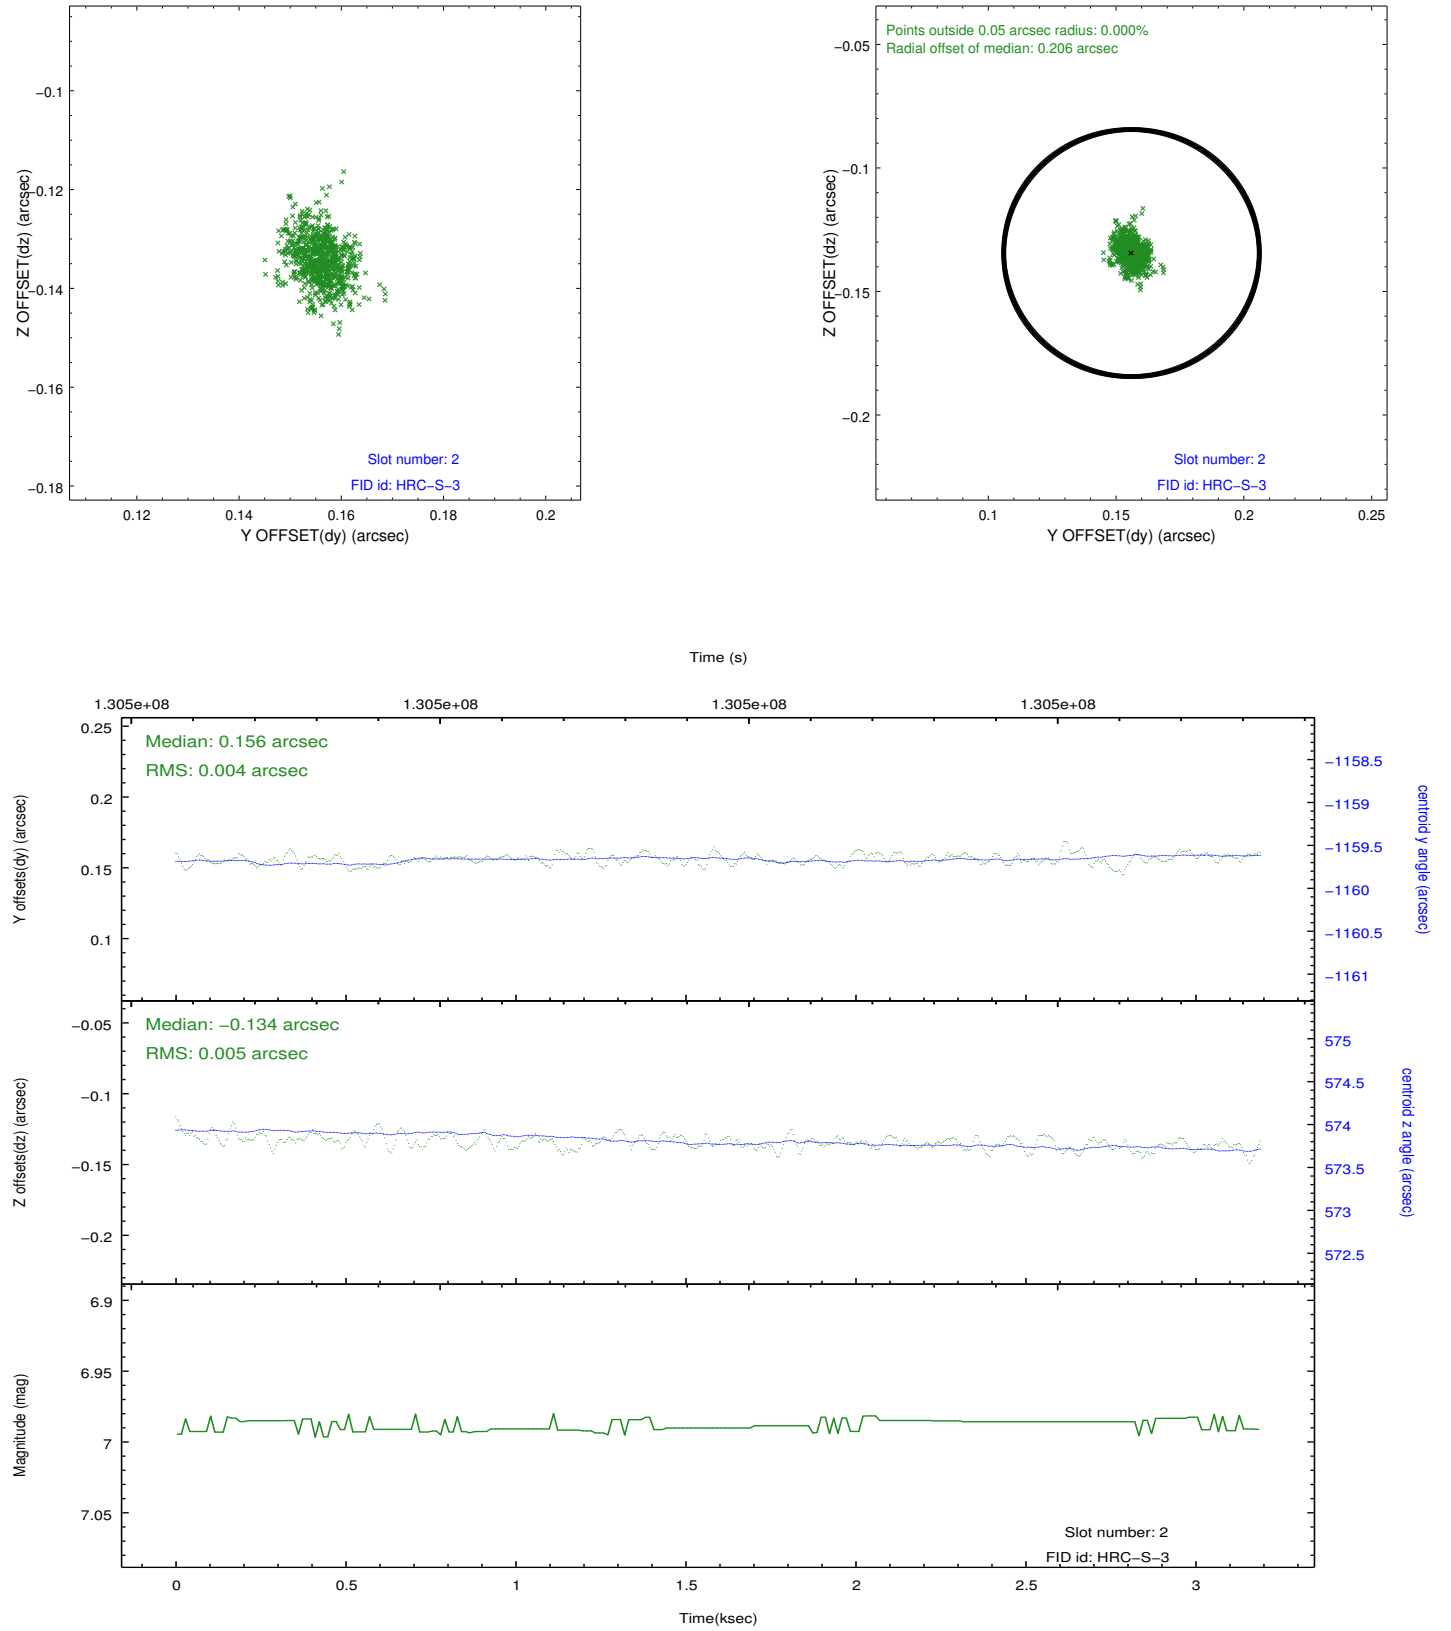 Z OFFSET(dz) (arcsec)
−0.1
−0.12
−0.14
−0.16
−0.18
Slot number: 2
FID id: HRC−S−3
0.12 0.14 0.16 0.18 0.2
Y OFFSET(dy) (arcsec)
Points outside 0.05 arcsec radius: 0.000%
Radial offset of median: 0.206 arcsec
Z OFFSET(dz) (arcsec)
−0.05
−0.1
−0.15
−0.2
Slot number: 2
FID id: HRC−S−3
0.1 0.15 0.2 0.25
Y OFFSET(dy) (arcsec)
Time (s)
1.305e+08 1.305e+08 1.305e+08 1.305e+08
Y offsets(dy) (arcsec)
0.25
0.2
0.15
0.1
Median: 0.156 arcsec
RMS: 0.004 arcsec
−1158.5
−1159
−1159.5
−1160
−1160.5
−1161
centroid y angle (arcsec)
Z offsets(dz) (arcsec)
−0.05
−0.1
−0.15
−0.2
Median: −0.134 arcsec
RMS: 0.005 arcsec
575
574.5
574
573.5
573
572.5
centroid z angle (arcsec)
Magnitude (mag)
6.9
6.95
7
7.05
Slot number: 2
FID id: HRC−S−3
0 0.5 1 1.5 2 2.5 3
Time(ksec)